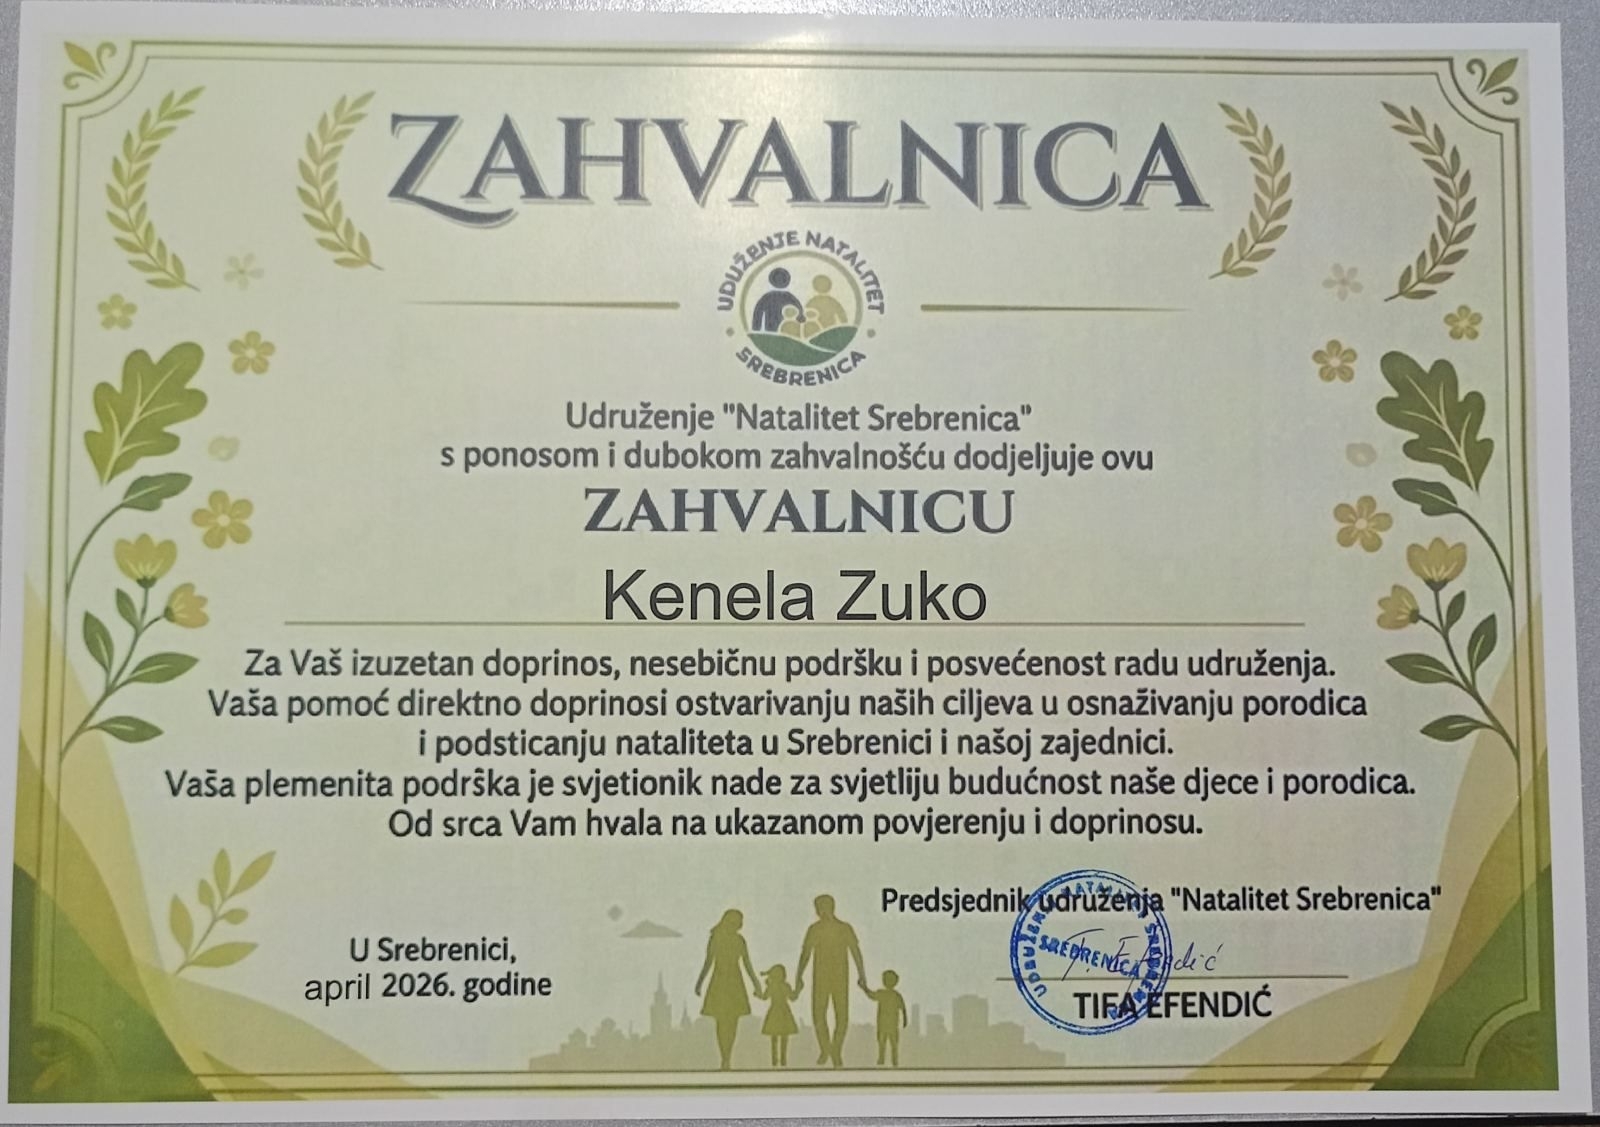 ZAHVALNICA
UDUŽENJE NATALITET
SREBRENICA
Udruženje "Natalitet Srebrenica"
s ponosom i dubokom zahvalnošću dodjeljuje ovu
ZAHVALNICU
Kenela Zuko
Za Vaš izuzetan doprinos, nesebičnu podršku i posvećenost radu udruženja.
Vaša pomoć direktno doprinosi ostvarivanju naših ciljeva u osnaživanju porodica
i podsticanju nataliteta u Srebrenici i našoj zajednici.
Vaša plemenita podrška je svjetionik nade za svjetliju budućnost naše djece i porodica.
Od srca Vam hvala na ukazanom povjerenju i doprinosu.
Predsjednik udruženja "Natalitet Srebrenica"
U Srebrenici,
april 2026. godine
SREBRENICA
TIFA EFENDIĆ